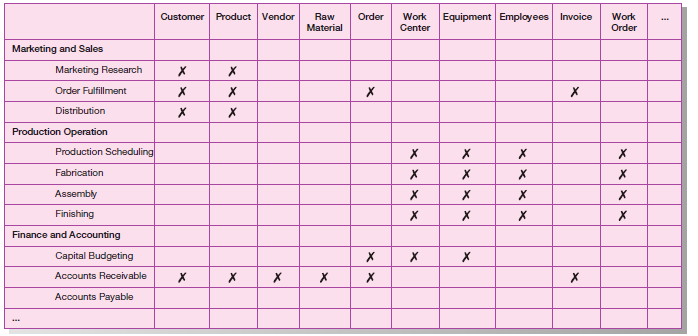 Customer Product Vendor Raw Material Order Work Center Equipment Employees Invoice Work Order ...
Marketing and Sales
Marketing Research ✗ ✗
Order Fulfillment ✗ ✗ ✗ ✗
Distribution ✗ ✗
Production Operation
Production Scheduling ✗ ✗ ✗ ✗
Fabrication ✗ ✗ ✗ ✗
Assembly ✗ ✗ ✗ ✗
Finishing ✗ ✗ ✗ ✗
Finance and Accounting
Capital Budgeting ✗ ✗ ✗
Accounts Receivable ✗ ✗ ✗ ✗ ✗ ✗
Accounts Payable
...